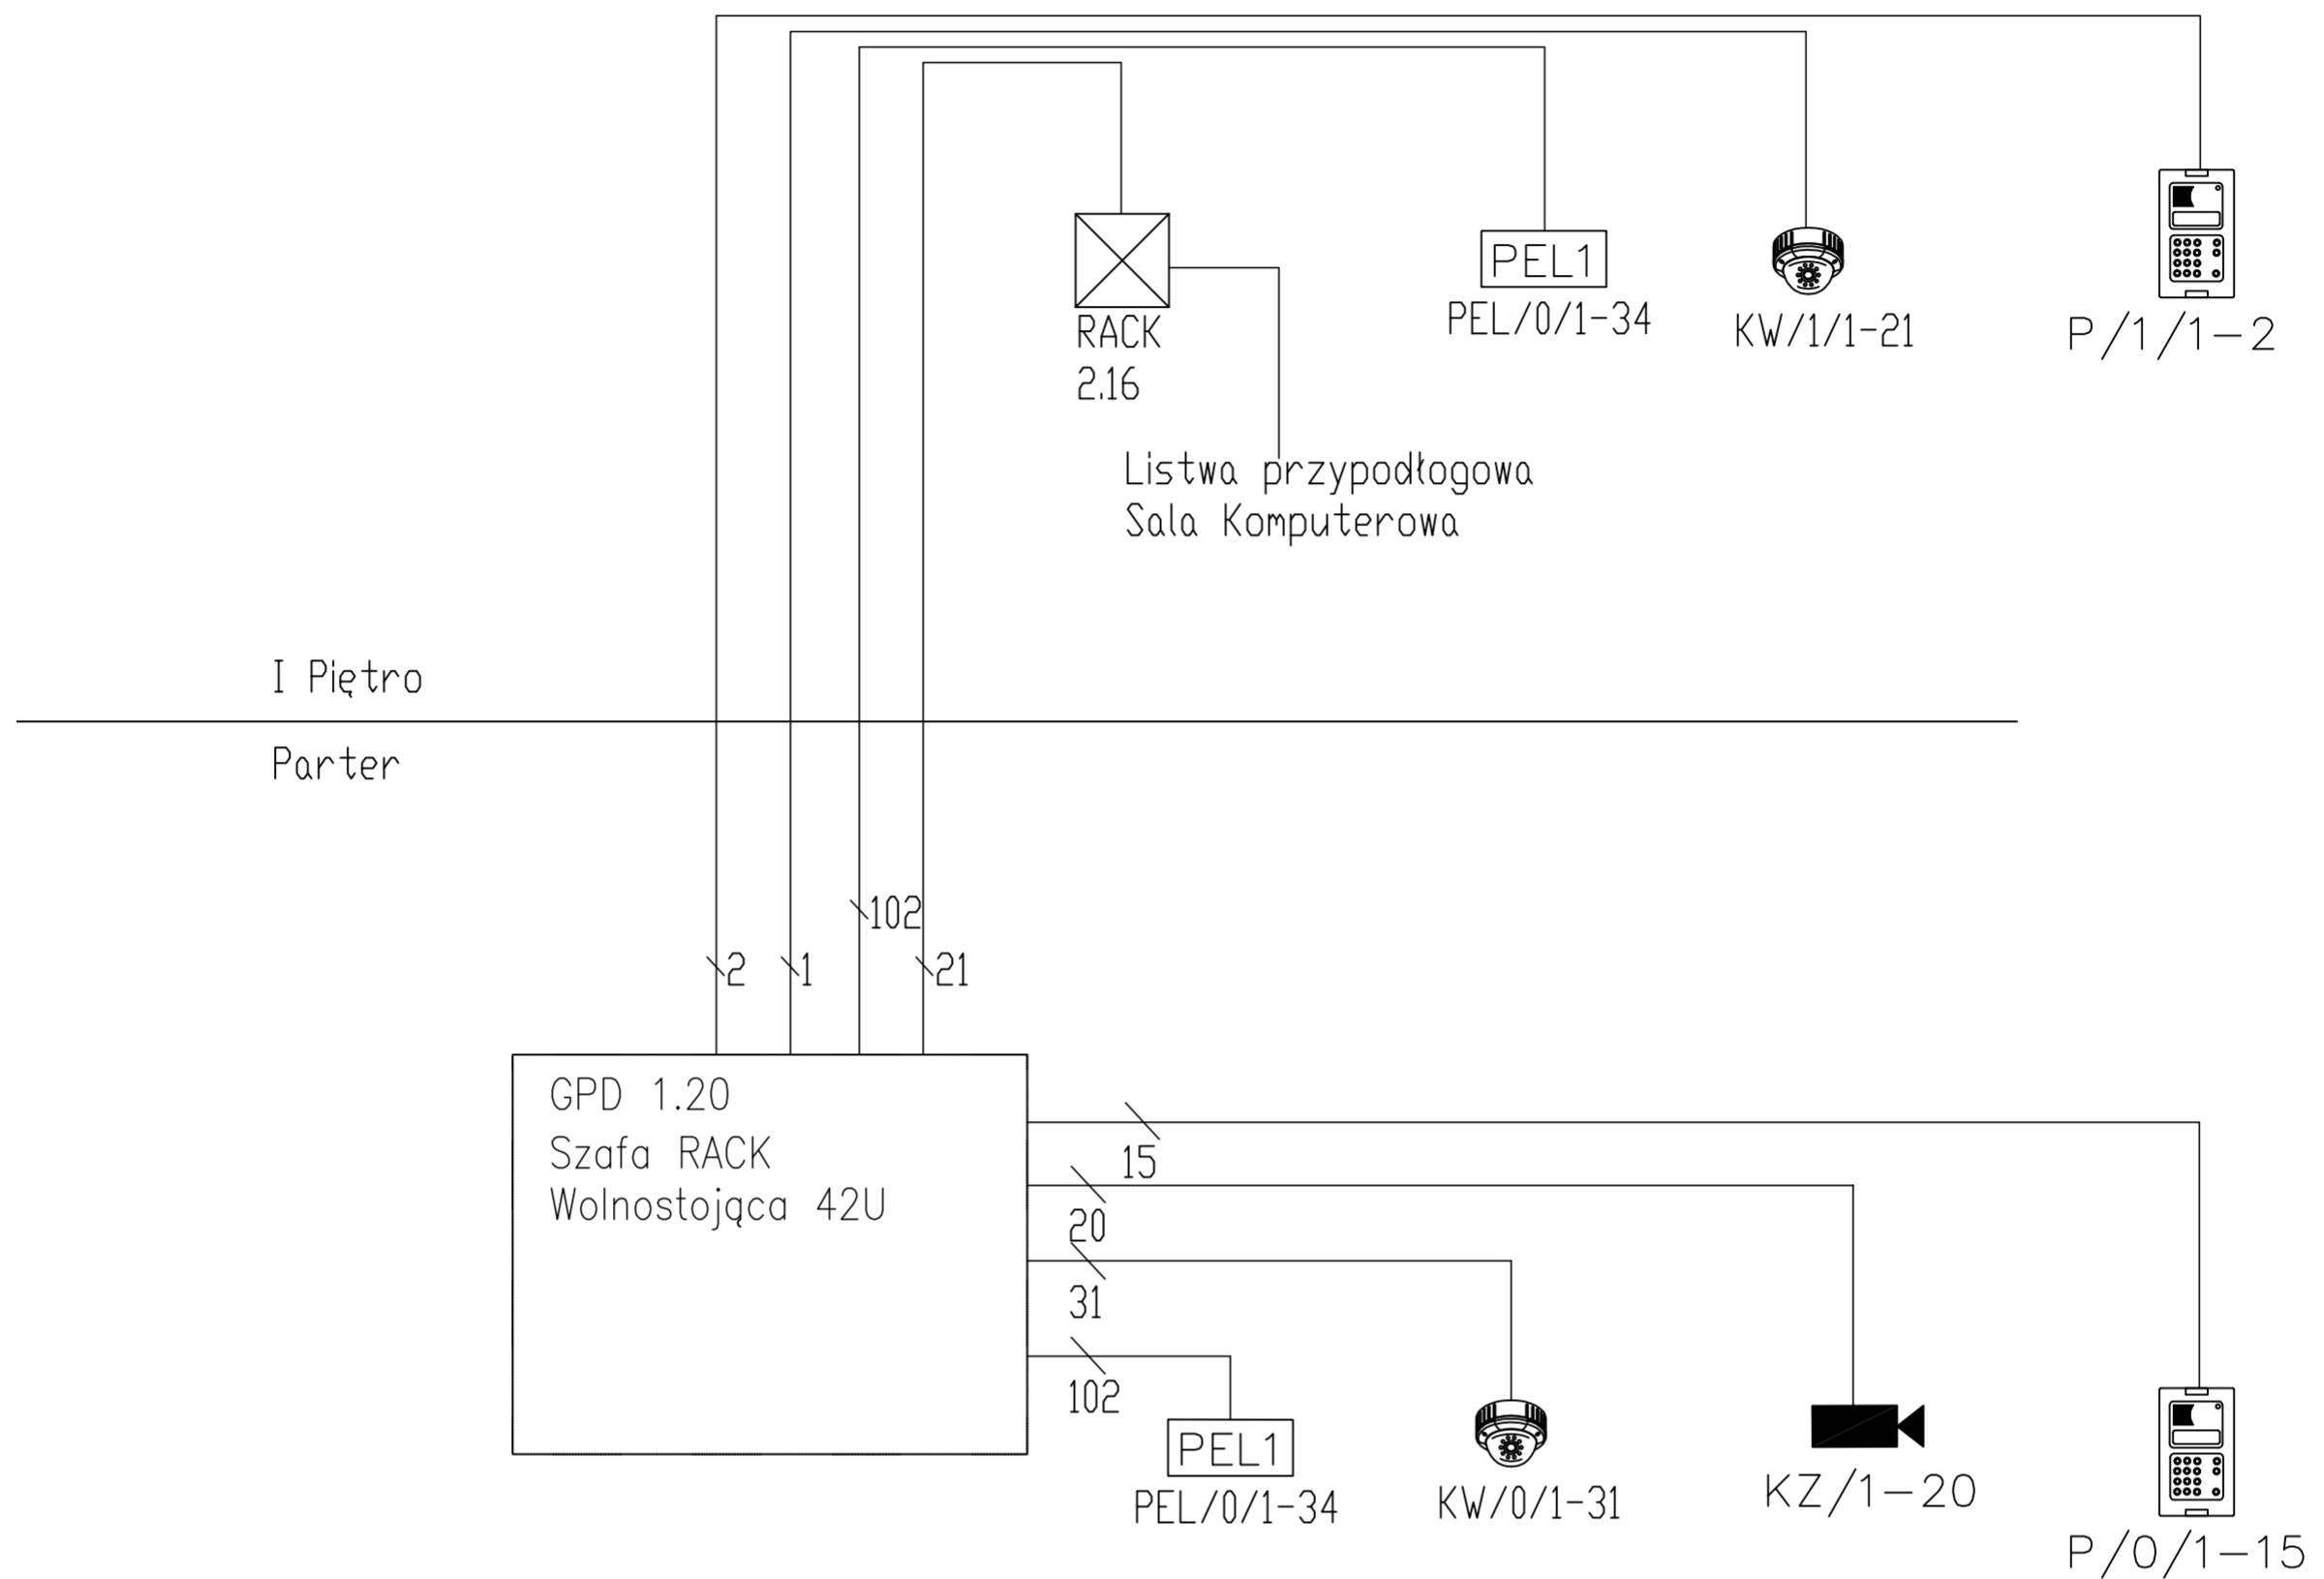 PEL1
PEL/0/1-34
KW/1/1-21
P/1/1-2
RACK
2.16
Listwa przypodłogowa
Sala Komputerowa
I Piętro
Parter
102
2
1
21
GPD 1.20
Szafa RACK
Wolnostojąca 42U
15
20
31
102
PEL1
PEL/0/1-34
KW/0/1-31
KZ/1-20
P/0/1-15